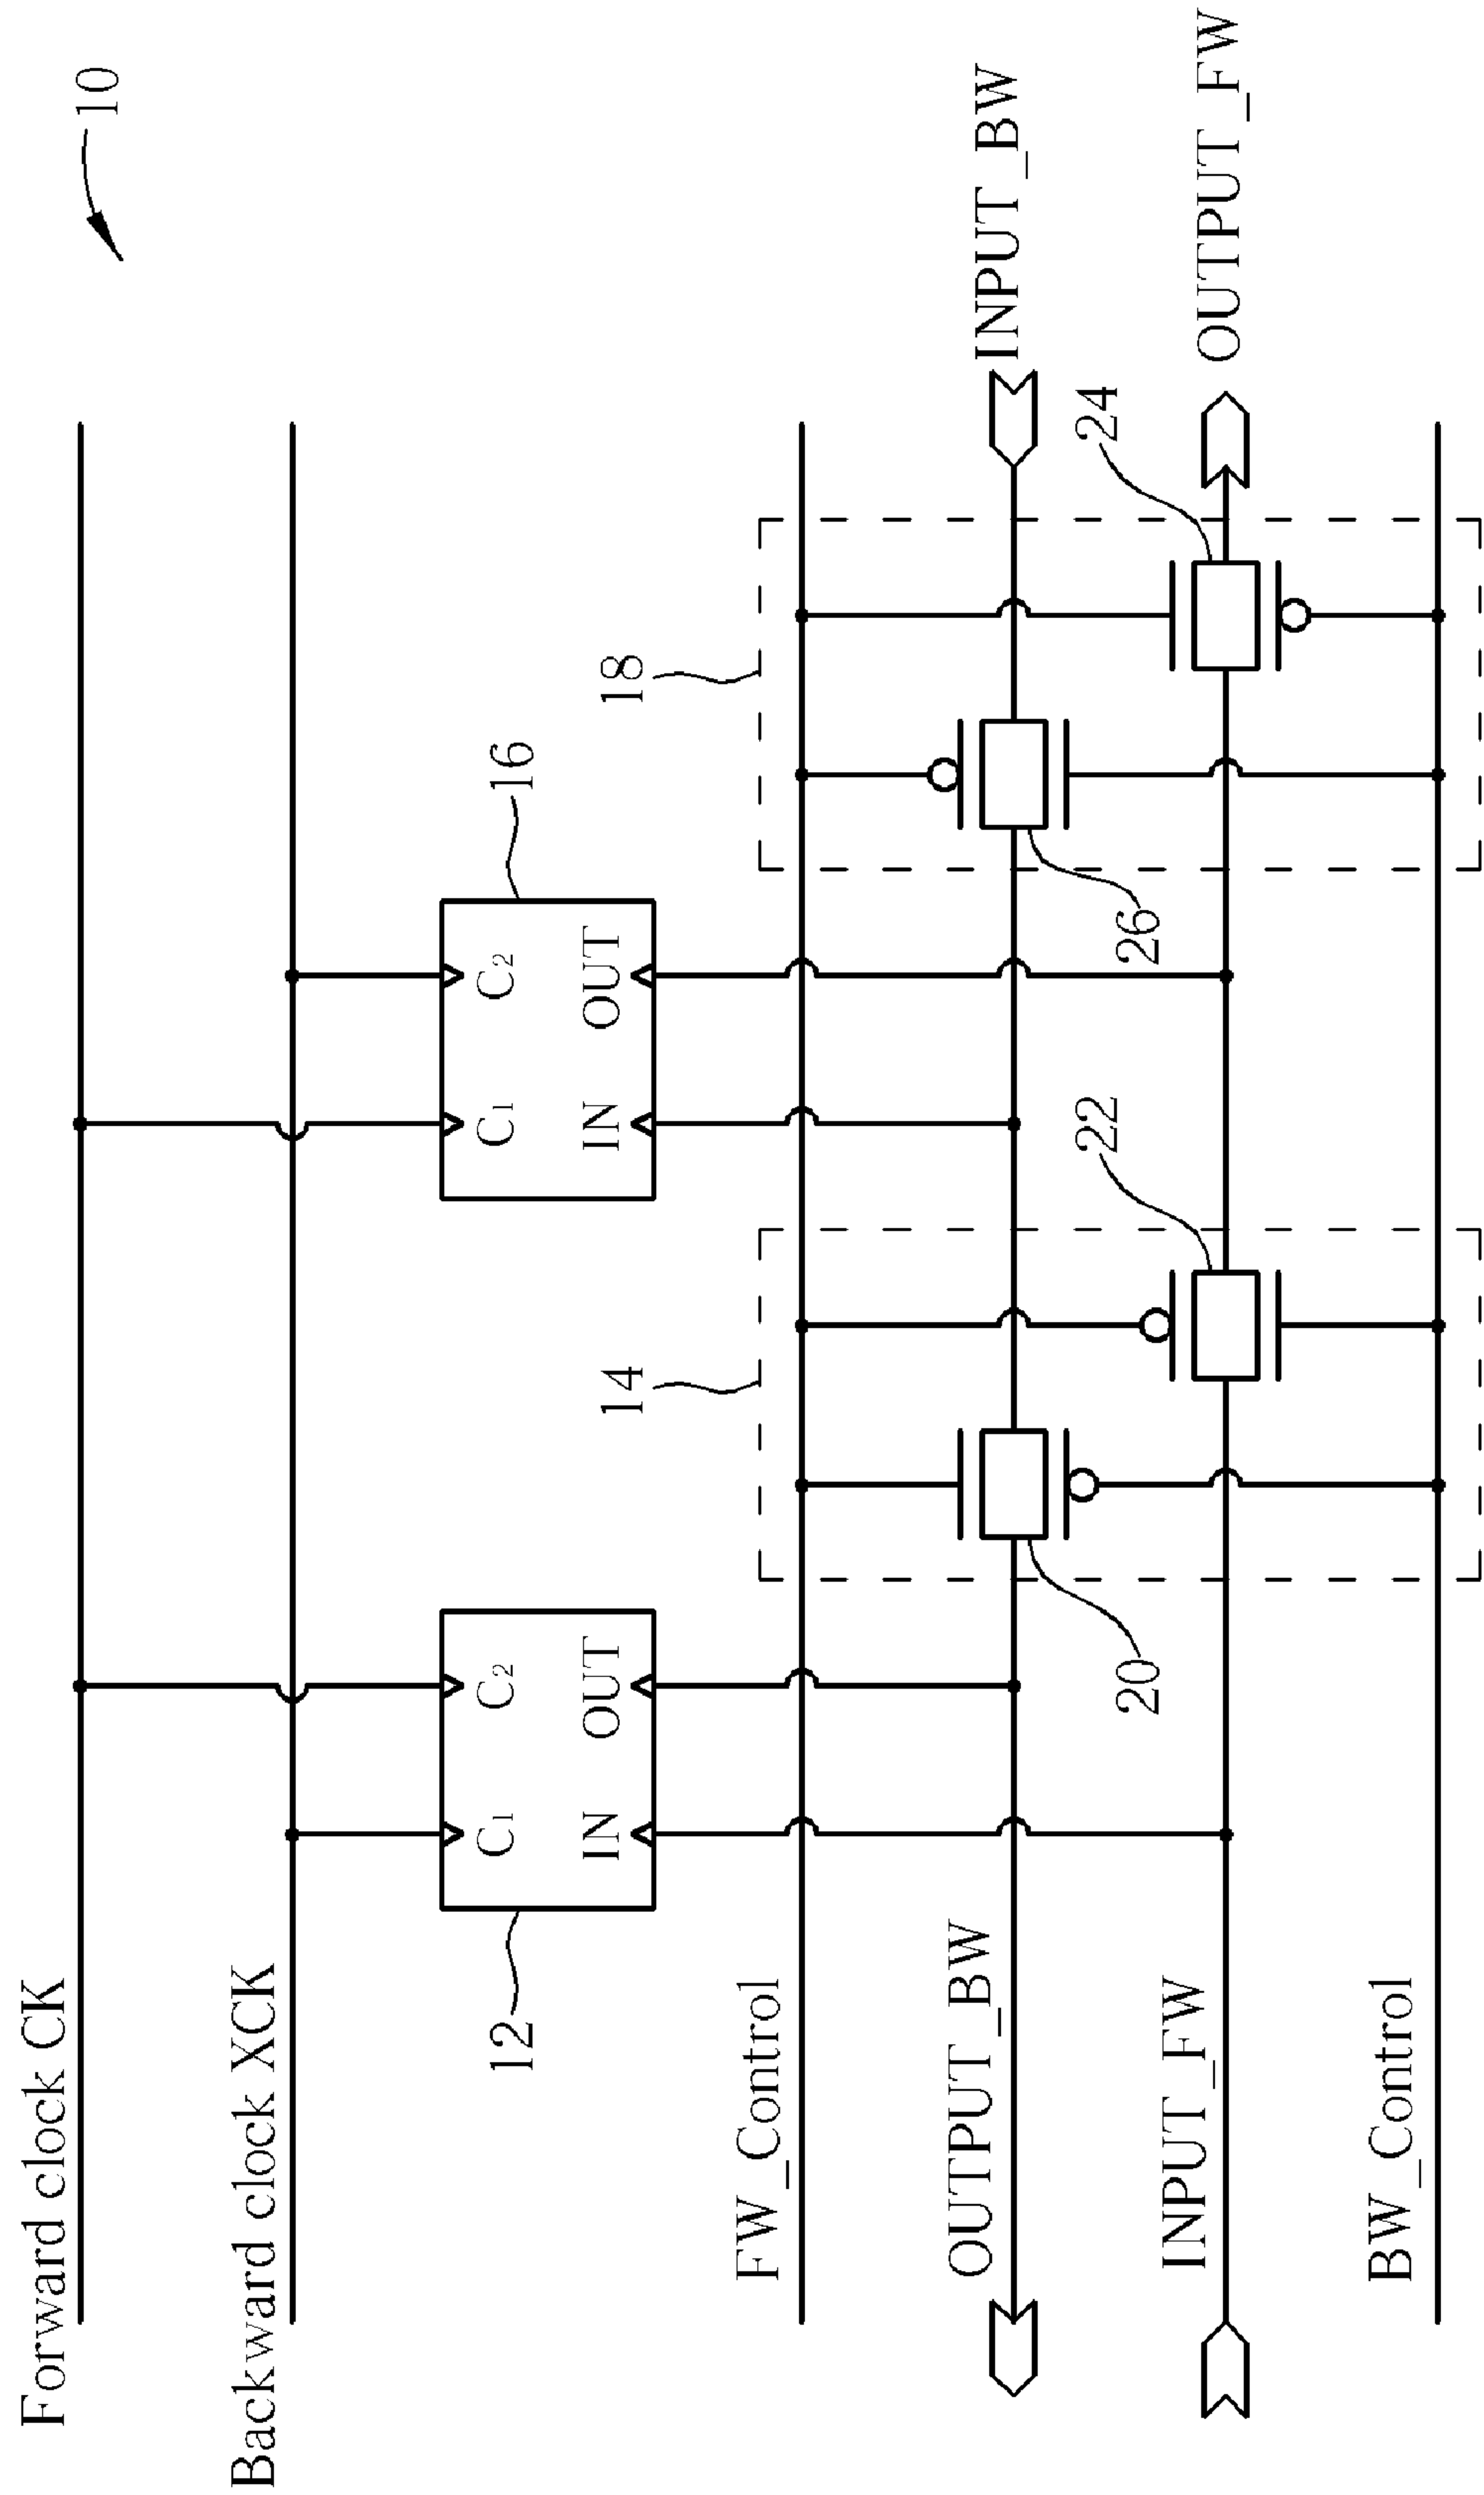 10
Forward clock CK
Backward clock XCK
12
C1
C2
IN
OUT
16
C1
C2
IN
OUT
14
18
FW_Control
OUTPUT_BW
INPUT_BW
20
22
26
24
INPUT_FW
OUTPUT_FW
BW_Control